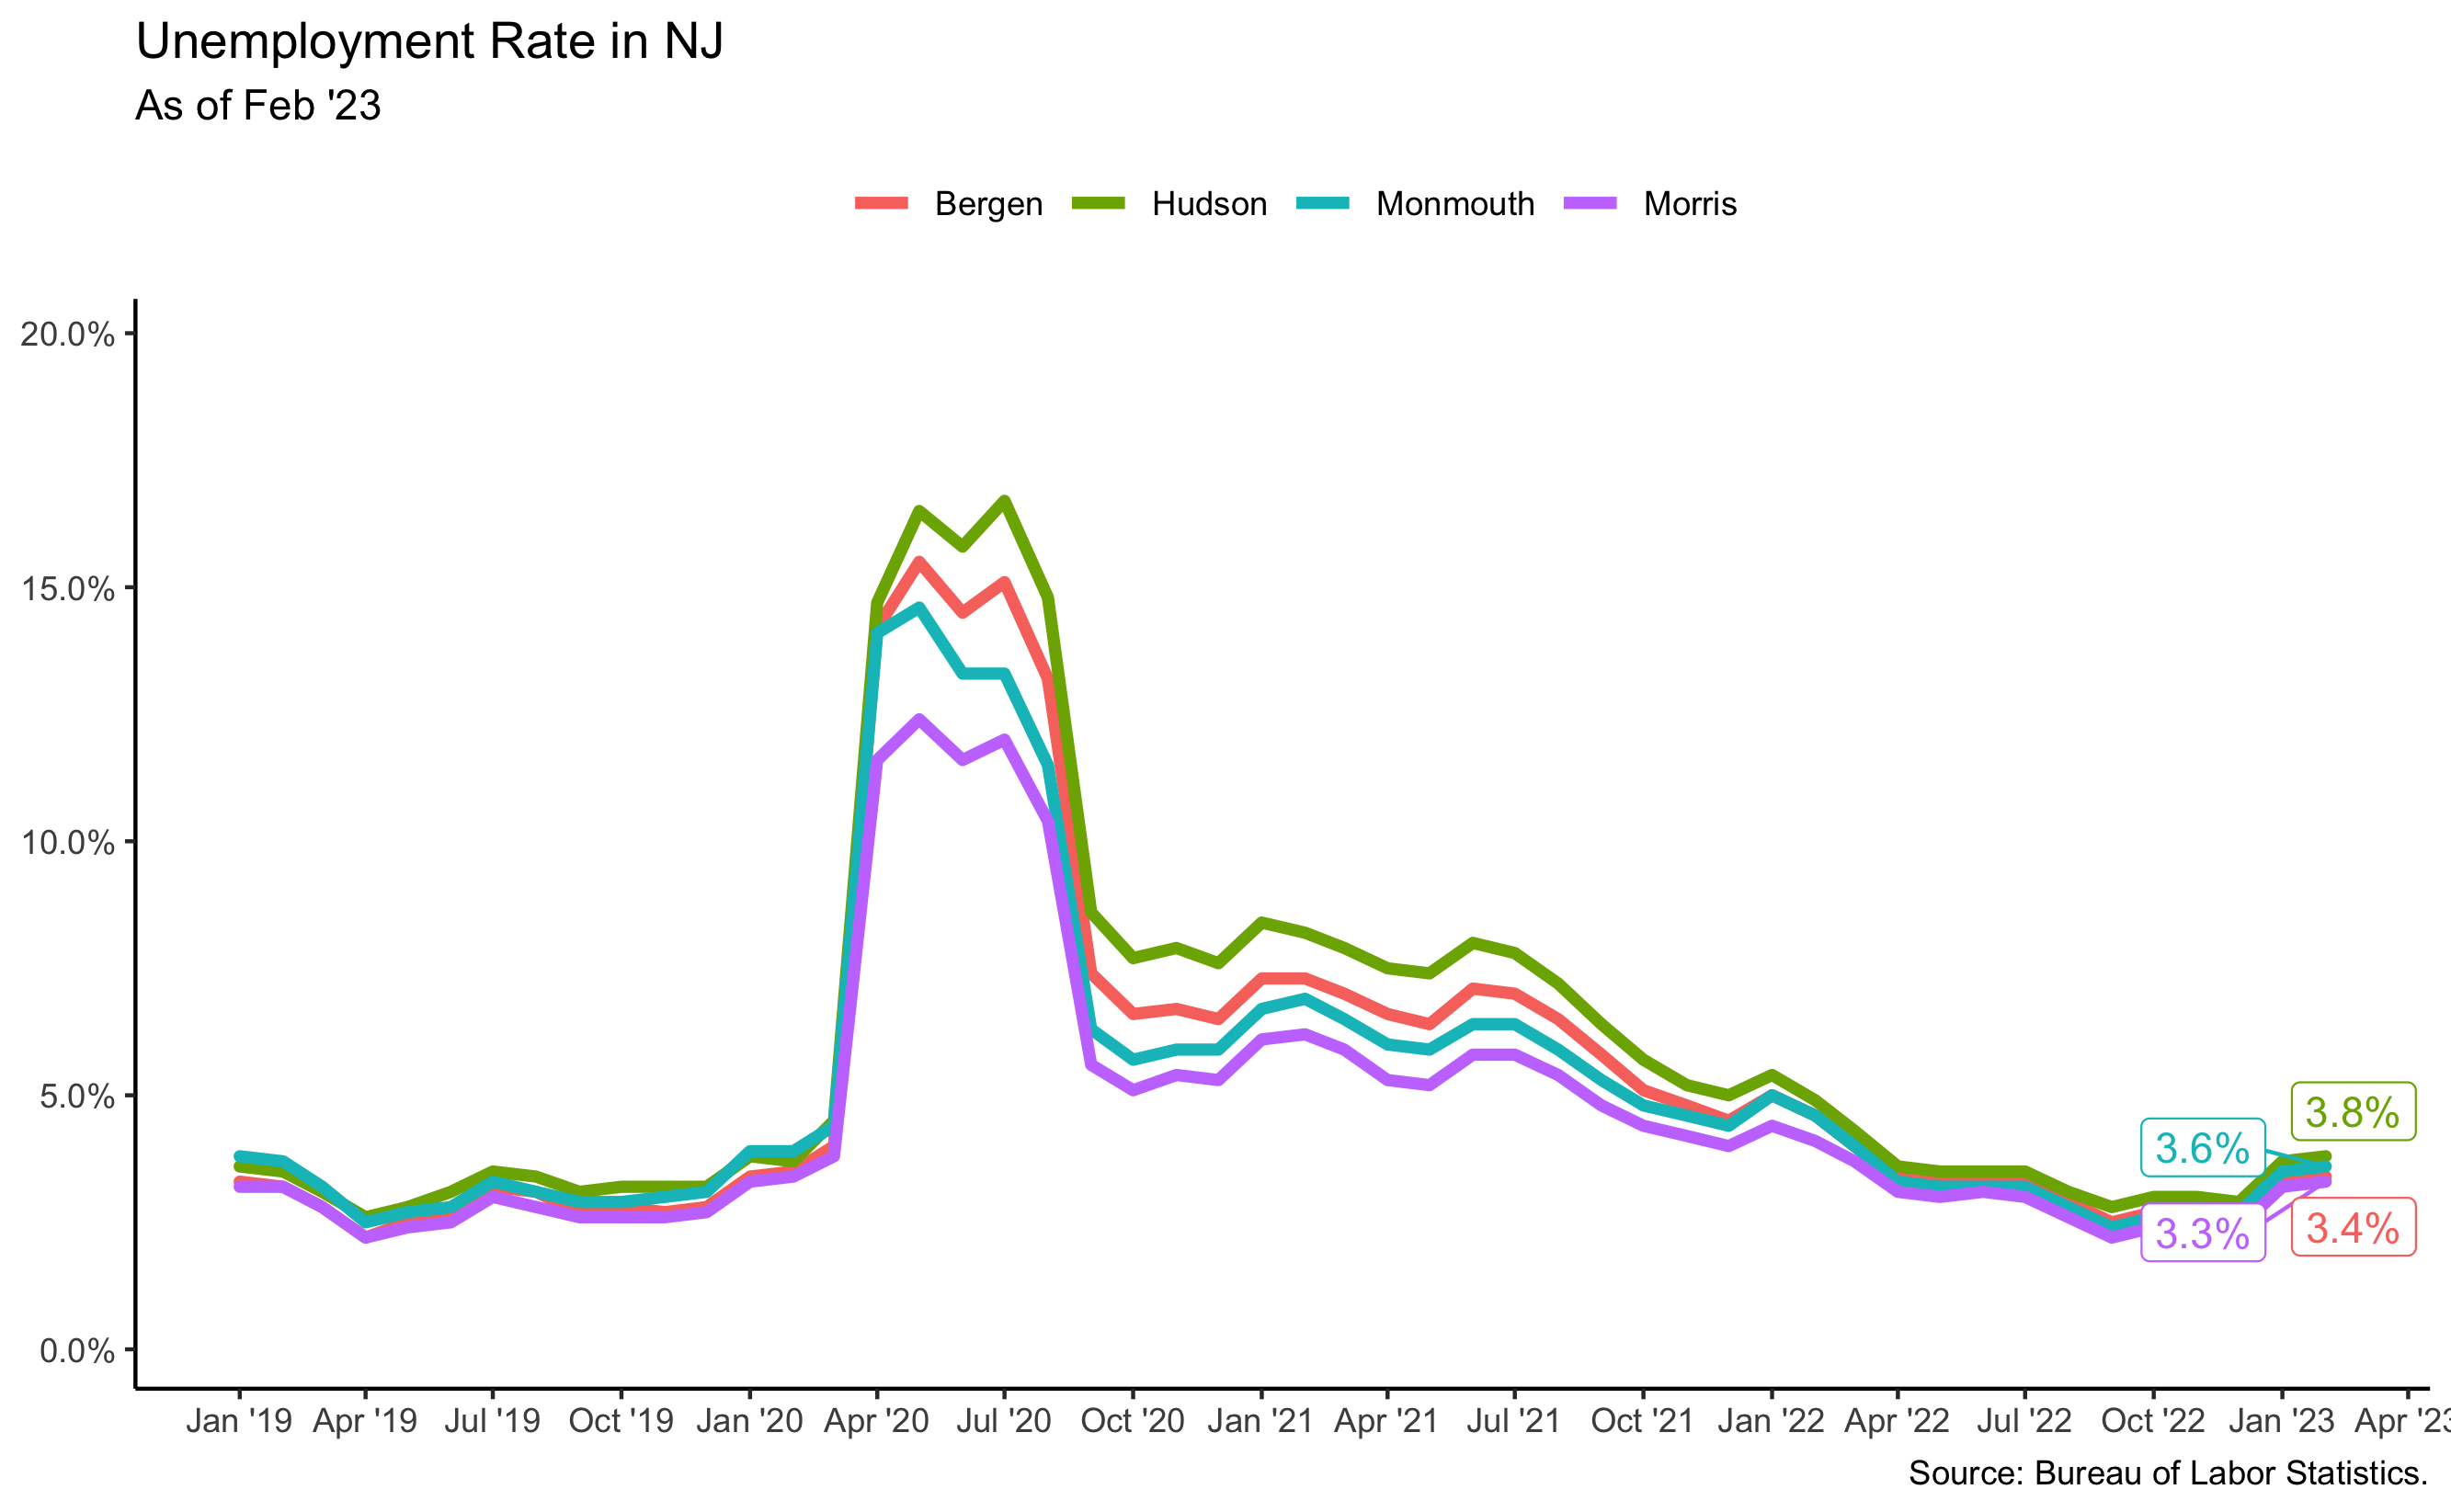 Unemployment Rate in NJ
As of Feb '23
Bergen Hudson Monmouth Morris
20.0%
15.0%
10.0%
5.0%
0.0%
3.8%
3.6%
3.4%
3.3%
Jan '19 Apr '19 Jul '19 Oct '19 Jan '20 Apr '20 Jul '20 Oct '20 Jan '21 Apr '21 Jul '21 Oct '21 Jan '22 Apr '22 Jul '22 Oct '22 Jan '23 Apr '23
Source: Bureau of Labor Statistics.